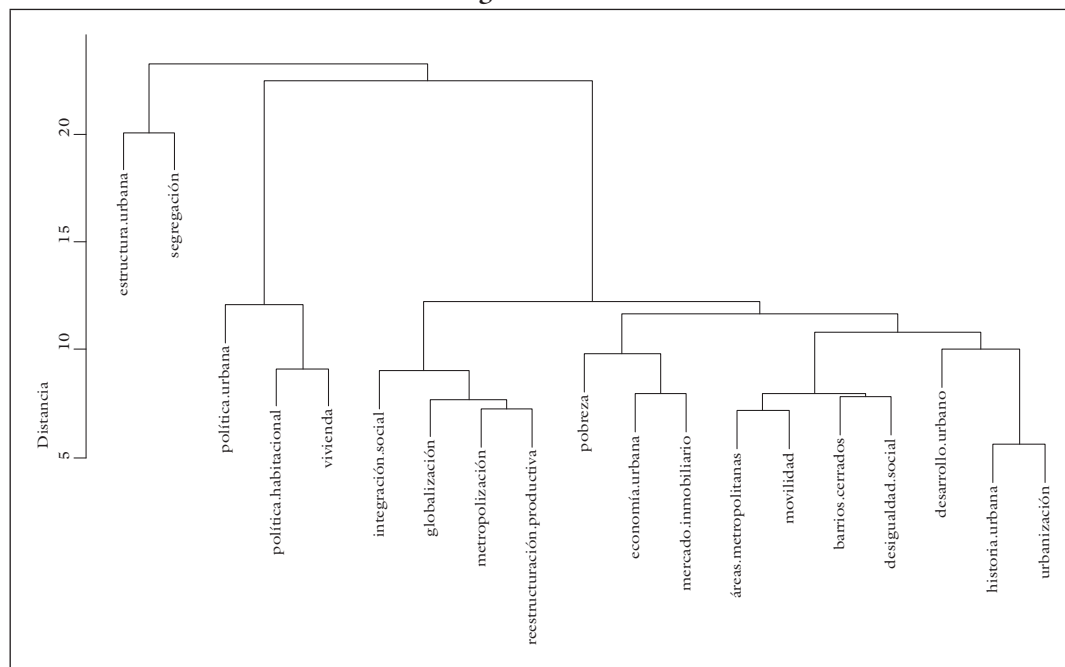 20
15
10
5
Distancia
estructura.urbana
segregación
política.urbana
política.habitacional
vivienda
integración.social
globalización
metropolización
reestructuración.productiva
pobreza
economía.urbana
mercado.inmobiliario
áreas.metropolitanas
movilidad
barrios.cerrados
desigualdad.social
desarrollo.urbano
historia.urbana
urbanización